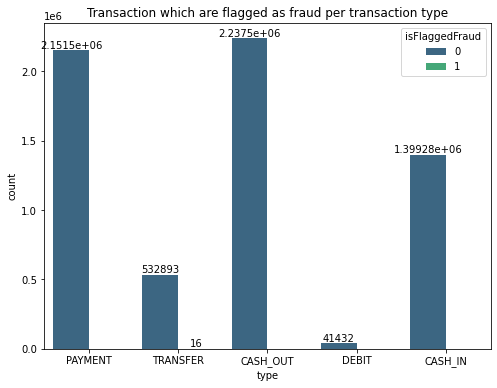 Transaction which are flagged as fraud per transaction type
1e6
isFlaggedFraud
0
1
2.1515e+06
532893
16
2.2375e+06
41432
1.39928e+06
2.0
1.5
1.0
0.5
0.0
count
PAYMENT
TRANSFER
CASH_OUT
DEBIT
CASH_IN
type